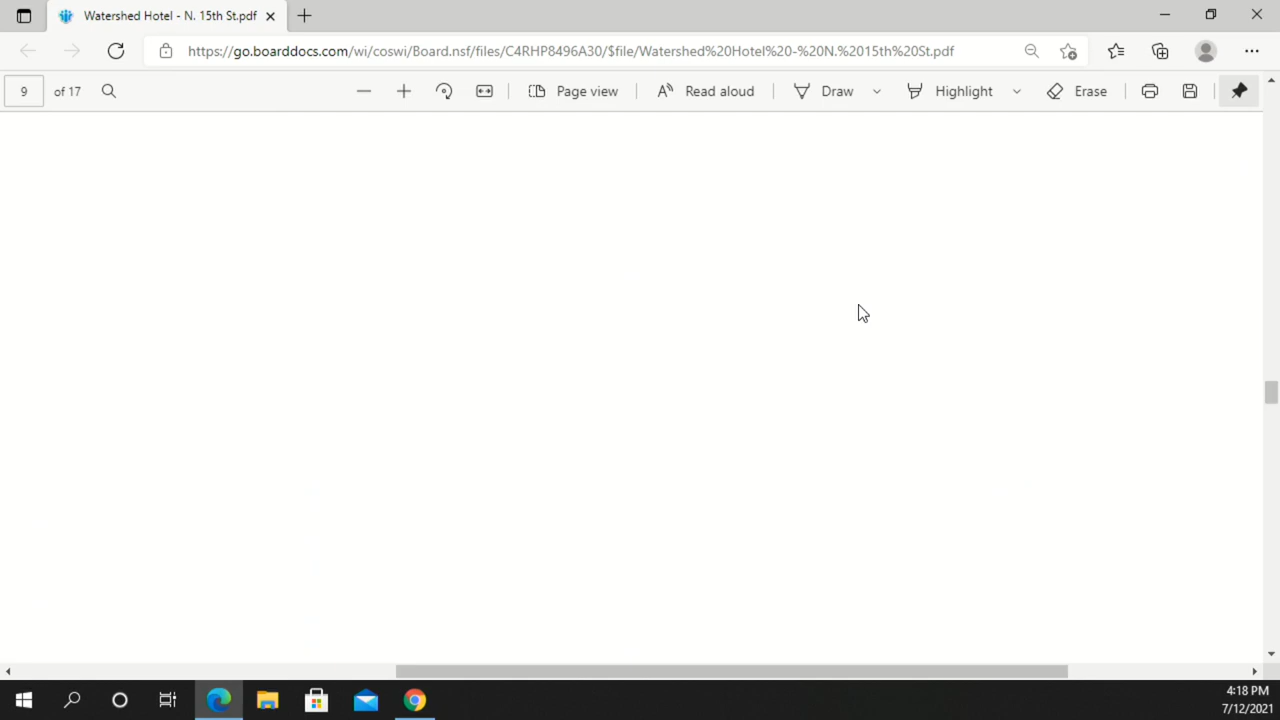 Watershed Hotel - N. 15th St.pdf
https://go.boarddocs.com/wi/coswi/Board.nsf/files/C4RHP8496A30/$file/Watershed%20Hotel%20-%20N.%2015th%20St.pdf
9 of 17 Page view Read aloud Draw Highlight Erase
4:18 PM
7/12/2021